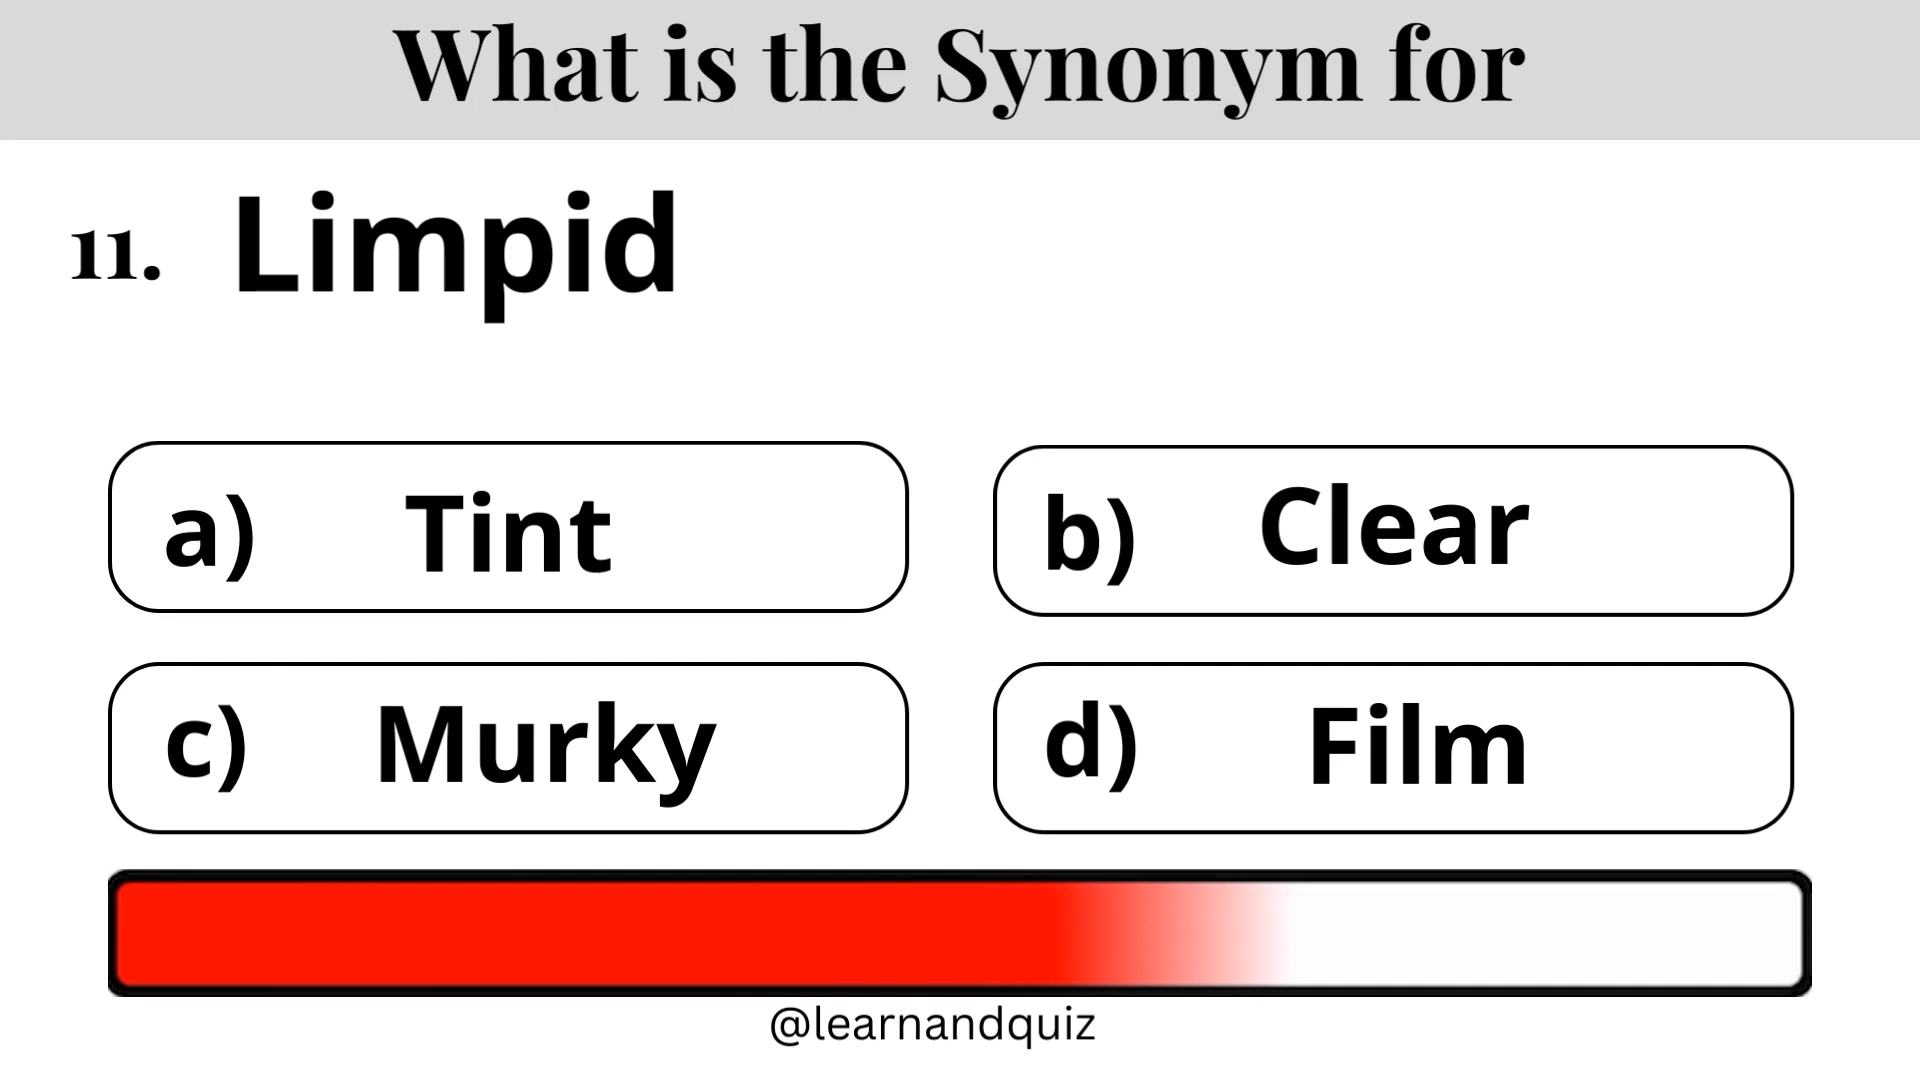 What is the Synonym for
11. Limpid
a) Tint
b) Clear
c) Murky
d) Film
@learnandquiz